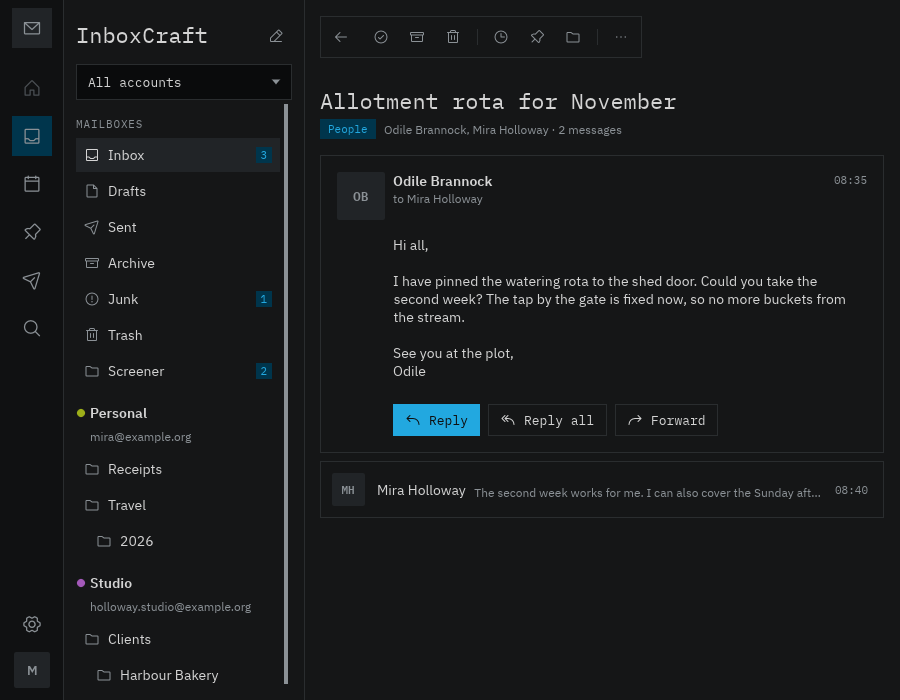 InboxCraft
All accounts
MAILBOXES
Inbox 3
Drafts
Sent
Archive
Junk 1
Trash
Screener 2
Personal
mira@example.org
Receipts
Travel
2026
Studio
holloway.studio@example.org
Clients
Harbour Bakery
M
Allotment rota for November
People Odile Brannock, Mira Holloway · 2 messages
OB
Odile Brannock 08:35
to Mira Holloway
Hi all,
I have pinned the watering rota to the shed door. Could you take the
second week? The tap by the gate is fixed now, so no more buckets from
the stream.
See you at the plot,
Odile
Reply Reply all Forward
MH Mira Holloway The second week works for me. I can also cover the Sunday aft… 08:40